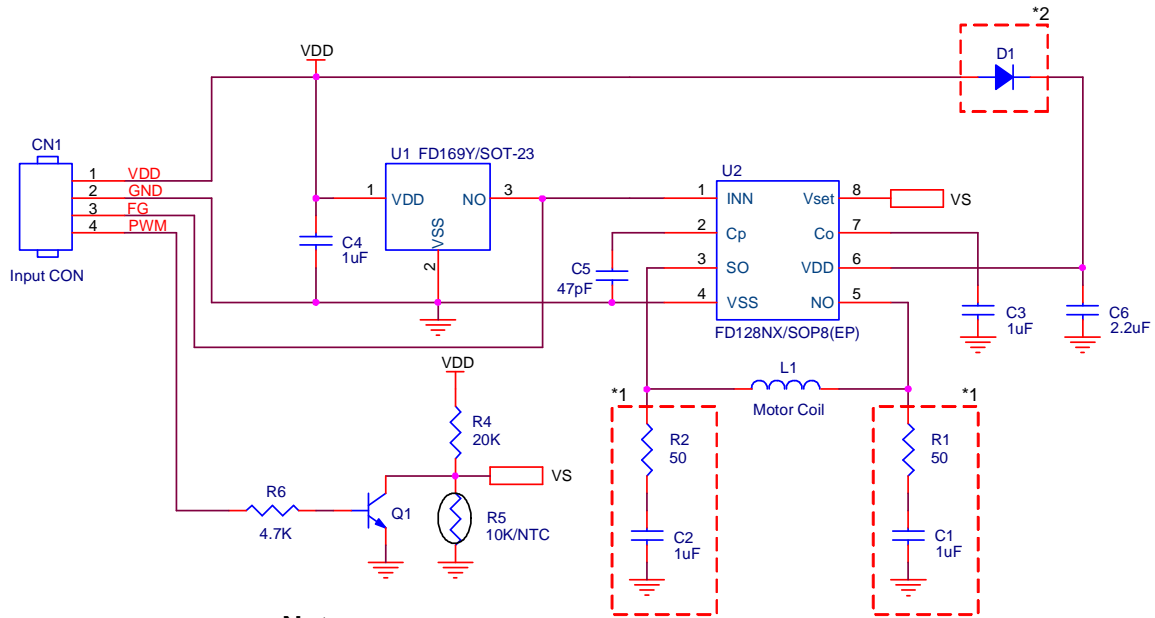 *2
VDD
D1
CN1
U1 FD169Y/SOT-23
U2
1 VDD
2 GND
3 FG
4 PWM
Input CON
1 VDD NO 3
VSS
2
C4
1uF
1 INN Vset 8 VS
2 Cp Co 7
3 SO VDD 6
4 VSS NO 5
FD128NX/SOP8(EP)
C5
47pF
C3
1uF
C6
2.2uF
VDD
L1
Motor Coil
*1
*1
R4
20K
R2
50
R1
50
VS
R6
4.7K
Q1
R5
10K/NTC
C2
1uF
C1
1uF